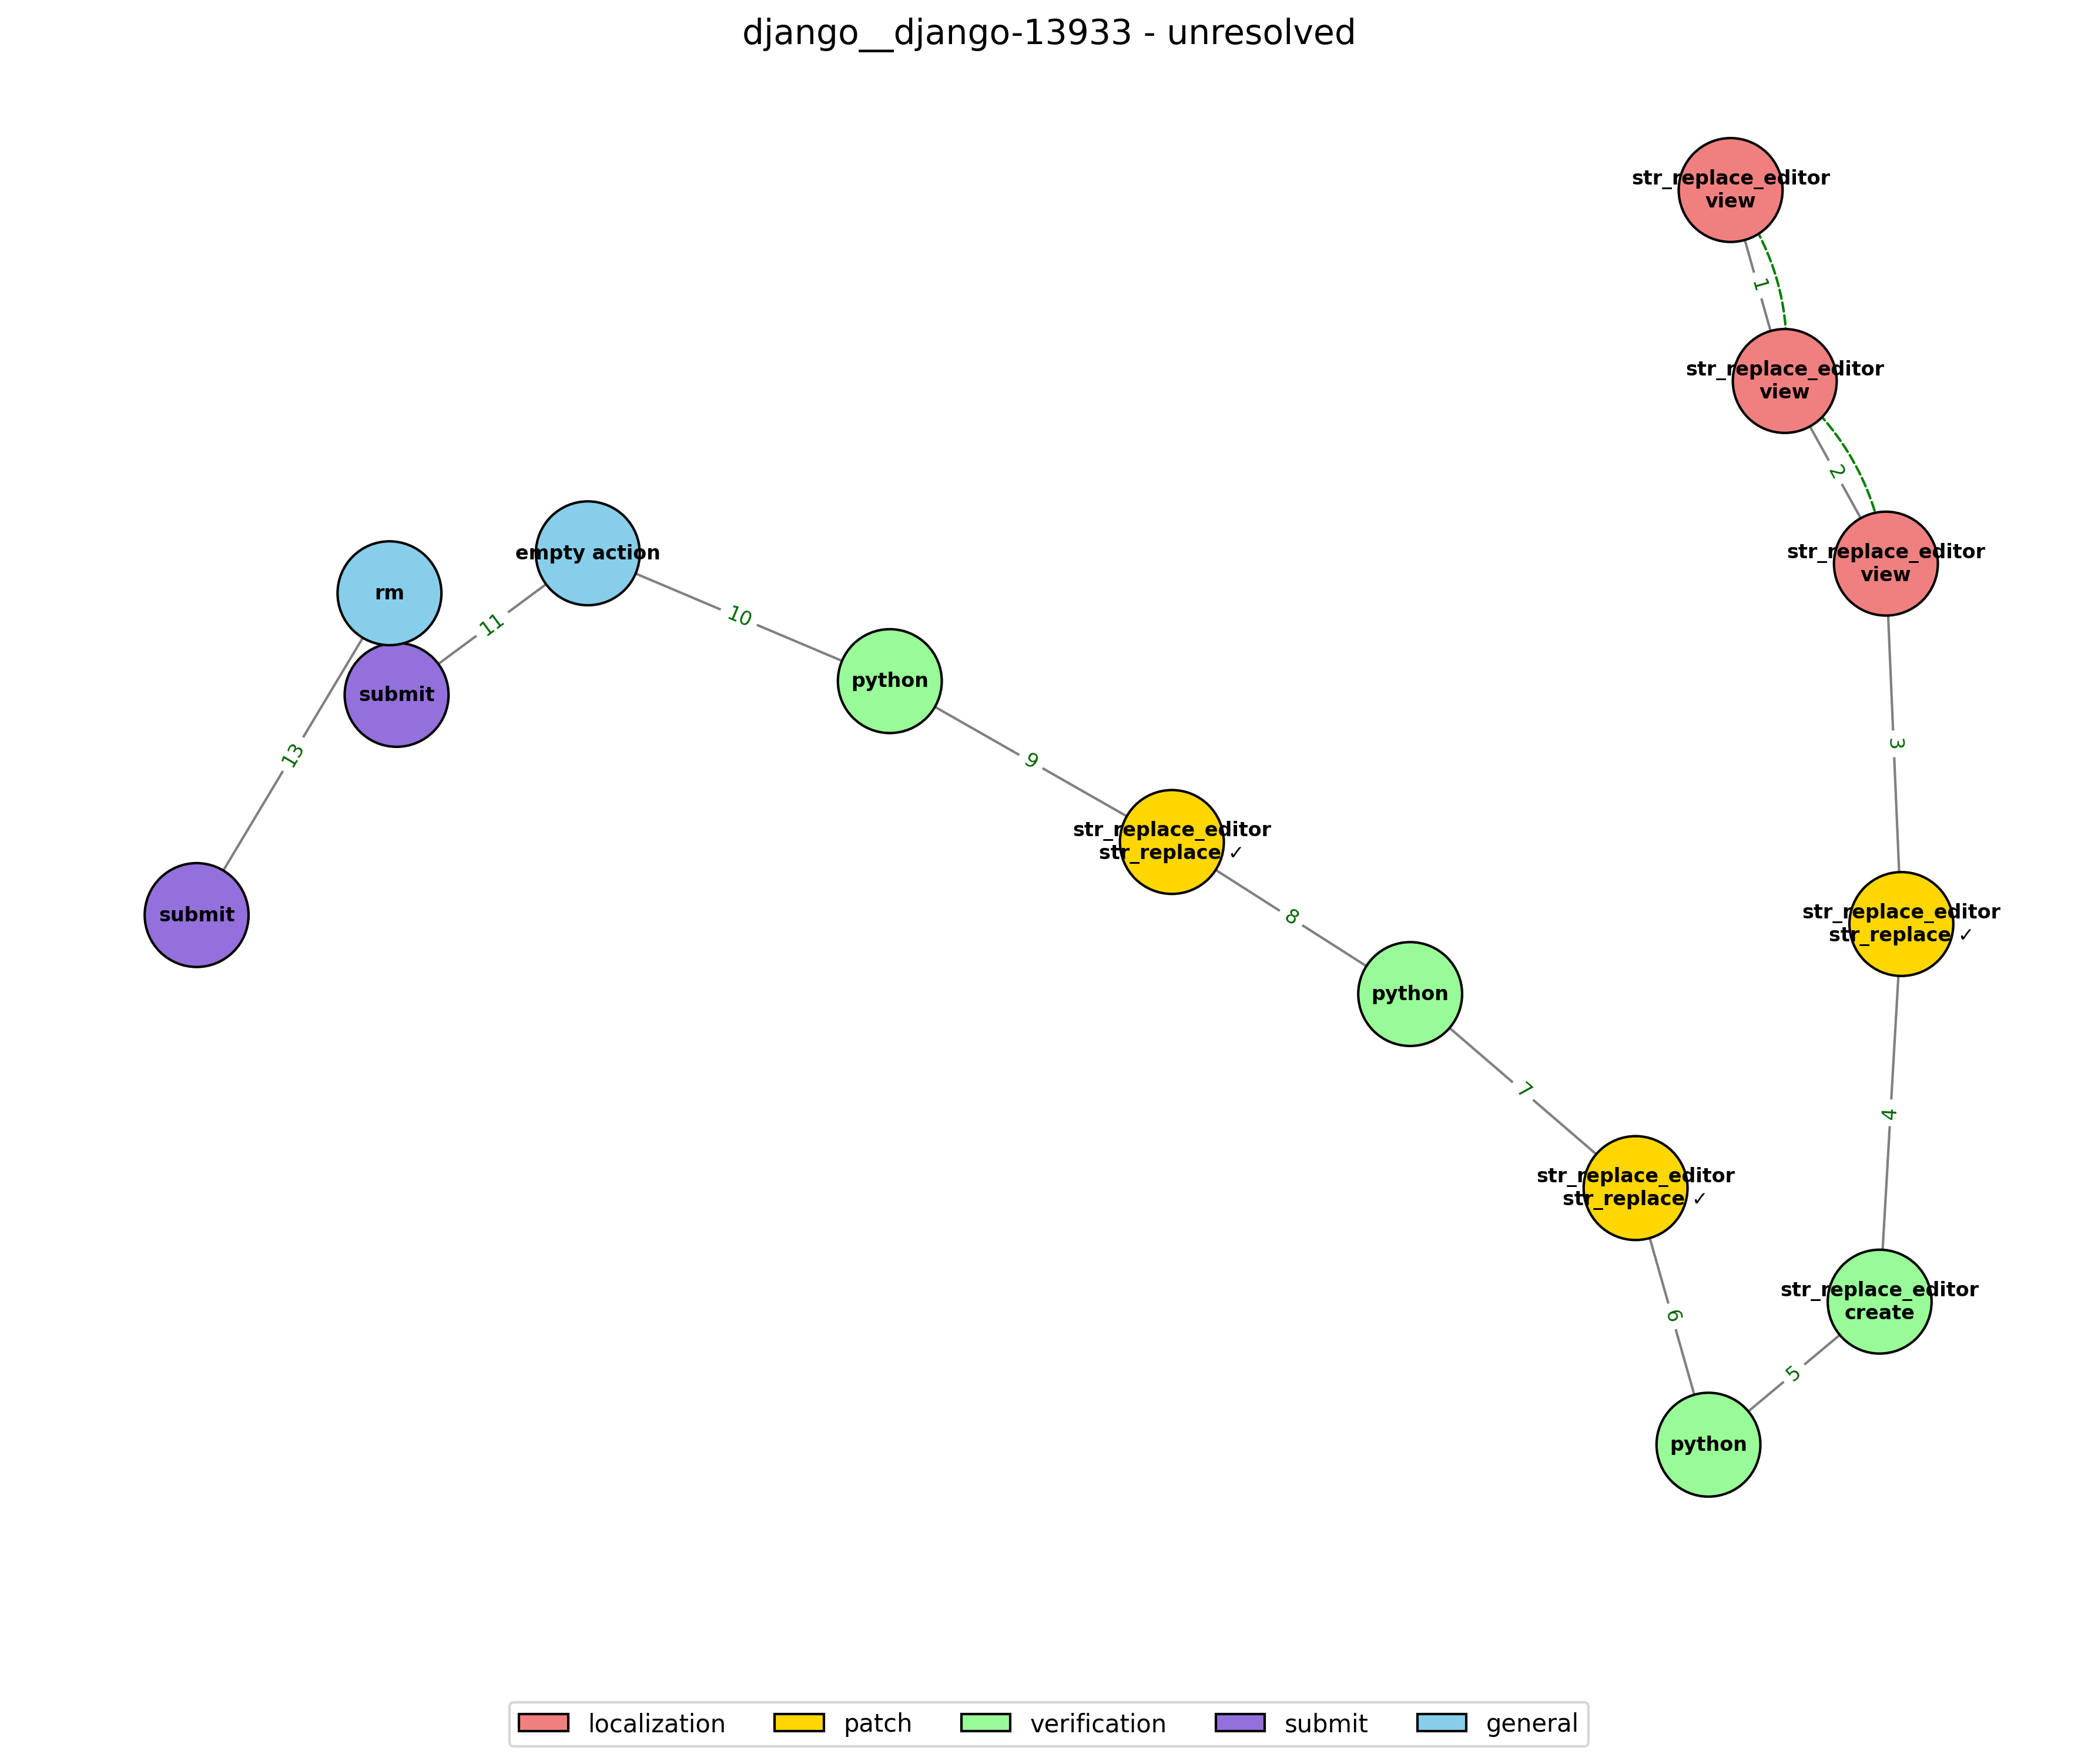 django__django-13933 - unresolved
str_replace_editor
view
1
str_replace_editor
view
2
str_replace_editor
view
3
str_replace_editor
str_replace ✓
4
str_replace_editor
create
5
python
6
str_replace_editor
str_replace ✓
7
python
8
str_replace_editor
str_replace ✓
9
python
10
empty action
11
submit
rm
13
submit
localization
patch
verification
submit
general